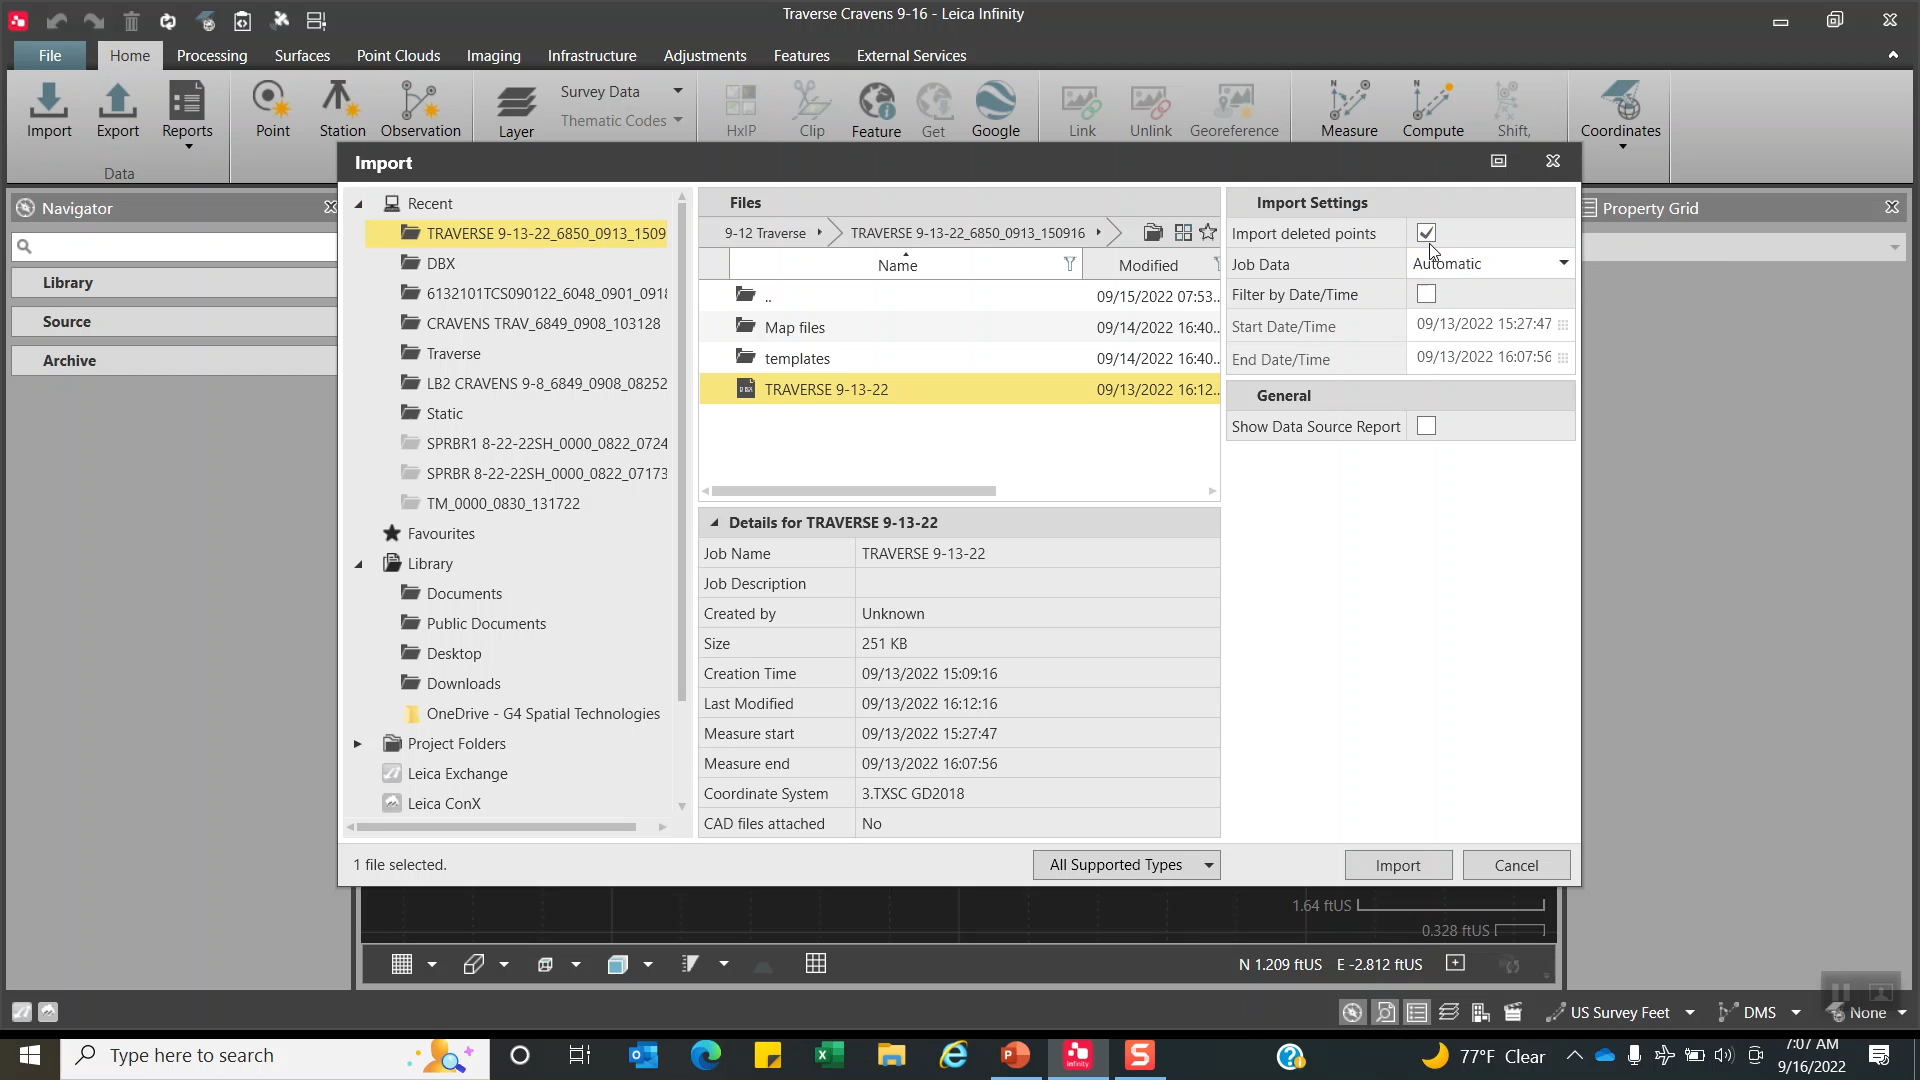 Traverse Cravens 9-16 - Leica Infinity
File Home Processing Surfaces Point Clouds Imaging Infrastructure Adjustments Features External Services
Import Export Reports Point Station Observation Layer Survey Data Thematic Codes HxIP Clip Feature Get Google Link Unlink Georeference Measure Compute Shift, Coordinates
Data
Import
Navigator
Library
Source
Archive
Recent
TRAVERSE 9-13-22_6850_0913_1509
DBX
6132101TCS090122_6048_0901_0918
CRAVENS TRAV_6849_0908_103128
Traverse
LB2 CRAVENS 9-8_6849_0908_08252
Static
SPRBR1 8-22-22SH_0000_0822_0724
SPRBR 8-22-22SH_0000_0822_07173
TM_0000_0830_131722
Favourites
Library
Documents
Public Documents
Desktop
Downloads
OneDrive - G4 Spatial Technologies
Project Folders
Leica Exchange
Leica ConX
Files
9-12 Traverse TRAVERSE 9-13-22_6850_0913_150916
Name Modified
.. 09/15/2022 07:53..
Map files 09/14/2022 16:40..
templates 09/14/2022 16:40..
TRAVERSE 9-13-22 09/13/2022 16:12..
Details for TRAVERSE 9-13-22
Job Name TRAVERSE 9-13-22
Job Description
Created by Unknown
Size 251 KB
Creation Time 09/13/2022 15:09:16
Last Modified 09/13/2022 16:12:16
Measure start 09/13/2022 15:27:47
Measure end 09/13/2022 16:07:56
Coordinate System 3.TXSC GD2018
CAD files attached No
Import Settings
Import deleted points
Job Data Automatic
Filter by Date/Time
Start Date/Time 09/13/2022 15:27:47
End Date/Time 09/13/2022 16:07:56
General
Show Data Source Report
Property Grid
1 file selected. All Supported Types Import Cancel
1.64 ftUS
0.328 ftUS
N 1.209 ftUS E -2.812 ftUS
US Survey Feet DMS None
Type here to search
77°F Clear
7:07 AM
9/16/2022